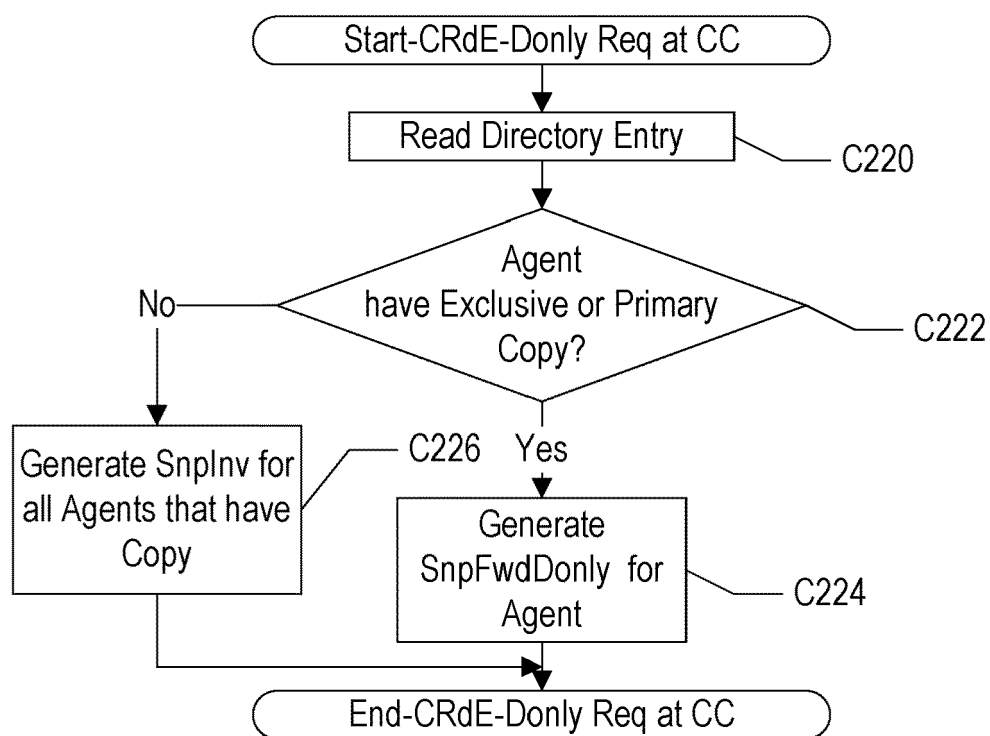 Start-CRdE-Donly Req at CC
Read Directory Entry
C220
Agent
have Exclusive or Primary
Copy?
C222
No
Yes
Generate SnpInv for
all Agents that have
Copy
C226
Generate
SnpFwdDonly for
Agent
C224
End-CRdE-Donly Req at CC